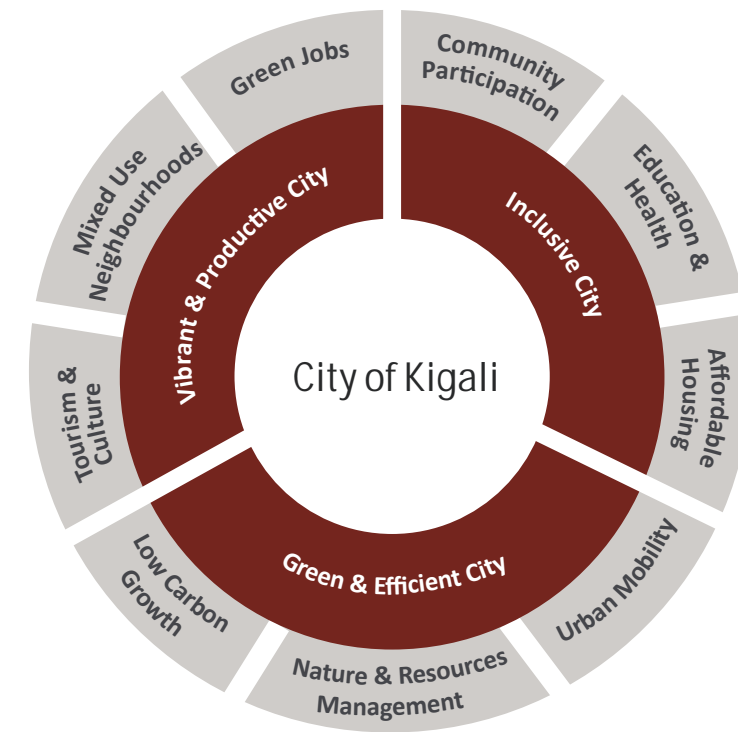 Green Jobs
Community
Participation
Mixed Use
Neighbourhoods
Education &
Health
Vibrant & Productive City
Inclusive City
City of Kigali
Tourism &
Culture
Affordable
Housing
Low Carbon
Growth
Green & Efficient City
Urban Mobility
Nature & Resources
Management